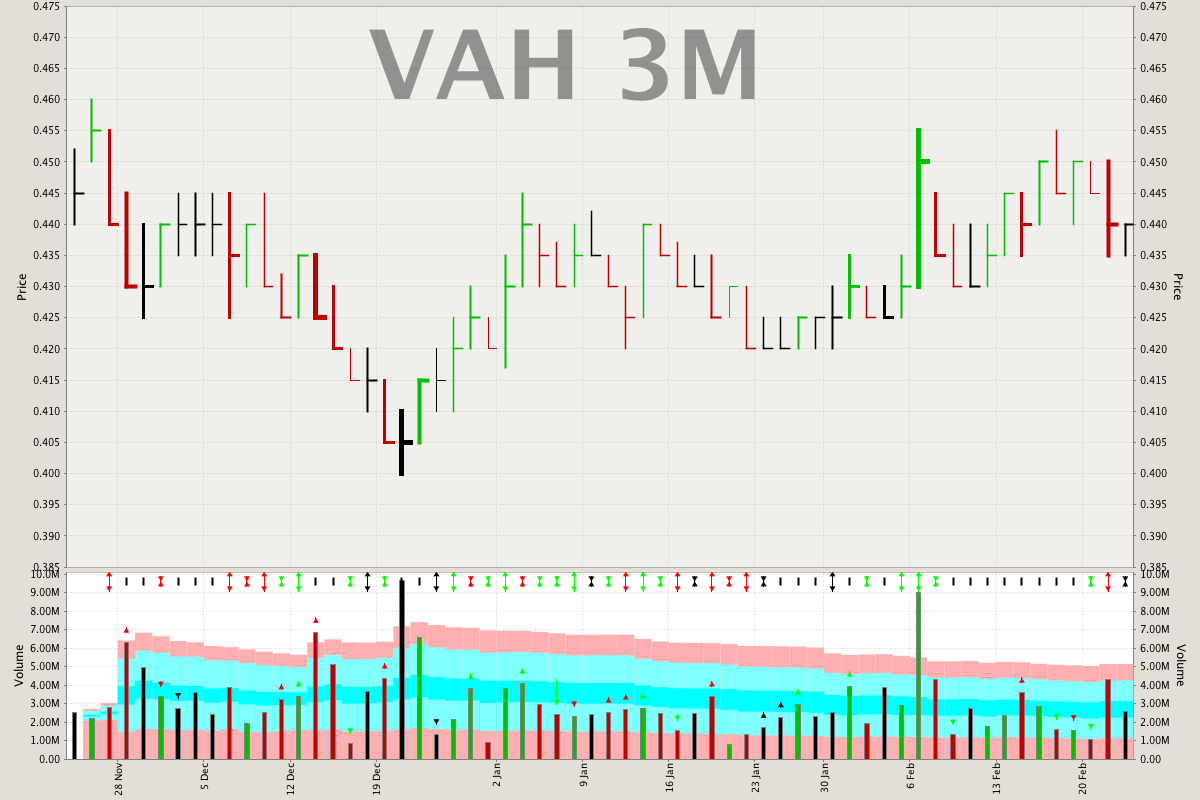 VAH 3M
0.475
0.470
0.465
0.460
0.455
0.450
0.445
0.440
0.435
0.430
0.425
0.420
0.415
0.410
0.405
0.400
0.395
0.390
0.385
Price
0.475
0.470
0.465
0.460
0.455
0.450
0.445
0.440
0.435
0.430
0.425
0.420
0.415
0.410
0.405
0.400
0.395
0.390
0.385
Price
10.0M
9.00M
8.00M
7.00M
6.00M
5.00M
4.00M
3.00M
2.00M
1.00M
0.00
Volume
10.0M
9.00M
8.00M
7.00M
6.00M
5.00M
4.00M
3.00M
2.00M
1.00M
0.00
Volume
28 Nov
5 Dec
12 Dec
19 Dec
2 Jan
9 Jan
16 Jan
23 Jan
30 Jan
6 Feb
13 Feb
20 Feb